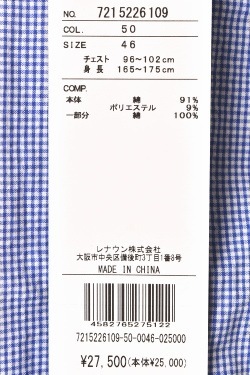 NO. 7215226109
COL. 50
SIZE 46
チェスト 96〜102cm
身長 165〜175cm
COMP.
本体 綿 91%
ポリエステル 9%
一部分 綿 100%
レナウン株式会社
大阪市中央区備後町3丁目1番8号
MADE IN CHINA
4582765275122
7215226109-50-0046-025000
¥27,500(本体¥25,000)